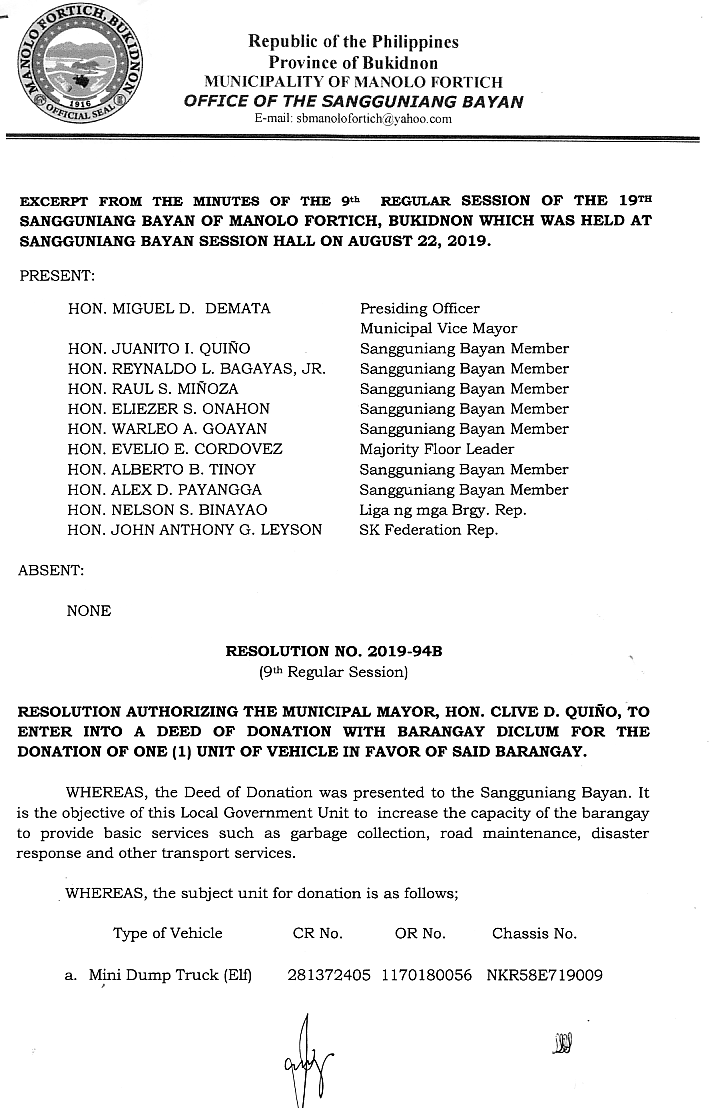 MANOLO FORTICH, BUKIDNON
1916
OFFICIAL SEAL
Republic of the Philippines
Province of Bukidnon
MUNICIPALITY OF MANOLO FORTICH
OFFICE OF THE SANGGUNIANG BAYAN
E-mail: sbmanolofortich@yahoo.com
EXCERPT FROM THE MINUTES OF THE 9th REGULAR SESSION OF THE 19TH
SANGGUNIANG BAYAN OF MANOLO FORTICH, BUKIDNON WHICH WAS HELD AT
SANGGUNIANG BAYAN SESSION HALL ON AUGUST 22, 2019.
PRESENT:
HON. MIGUEL D. DEMATA Presiding Officer
Municipal Vice Mayor
HON. JUANITO I. QUIÑO Sangguniang Bayan Member
HON. REYNALDO L. BAGAYAS, JR. Sangguniang Bayan Member
HON. RAUL S. MIÑOZA Sangguniang Bayan Member
HON. ELIEZER S. ONAHON Sangguniang Bayan Member
HON. WARLEO A. GOAYAN Sangguniang Bayan Member
HON. EVELIO E. CORDOVEZ Majority Floor Leader
HON. ALBERTO B. TINOY Sangguniang Bayan Member
HON. ALEX D. PAYANGGA Sangguniang Bayan Member
HON. NELSON S. BINAYAO Liga ng mga Brgy. Rep.
HON. JOHN ANTHONY G. LEYSON SK Federation Rep.
ABSENT:
NONE
RESOLUTION NO. 2019-94B
(9th Regular Session)
RESOLUTION AUTHORIZING THE MUNICIPAL MAYOR, HON. CLIVE D. QUIÑO, TO
ENTER INTO A DEED OF DONATION WITH BARANGAY DICLUM FOR THE
DONATION OF ONE (1) UNIT OF VEHICLE IN FAVOR OF SAID BARANGAY.
WHEREAS, the Deed of Donation was presented to the Sangguniang Bayan. It
is the objective of this Local Government Unit to increase the capacity of the barangay
to provide basic services such as garbage collection, road maintenance, disaster
response and other transport services.
WHEREAS, the subject unit for donation is as follows;
Type of Vehicle CR No. OR No. Chassis No.
a. Mini Dump Truck (Elf) 281372405 1170180056 NKR58E719009